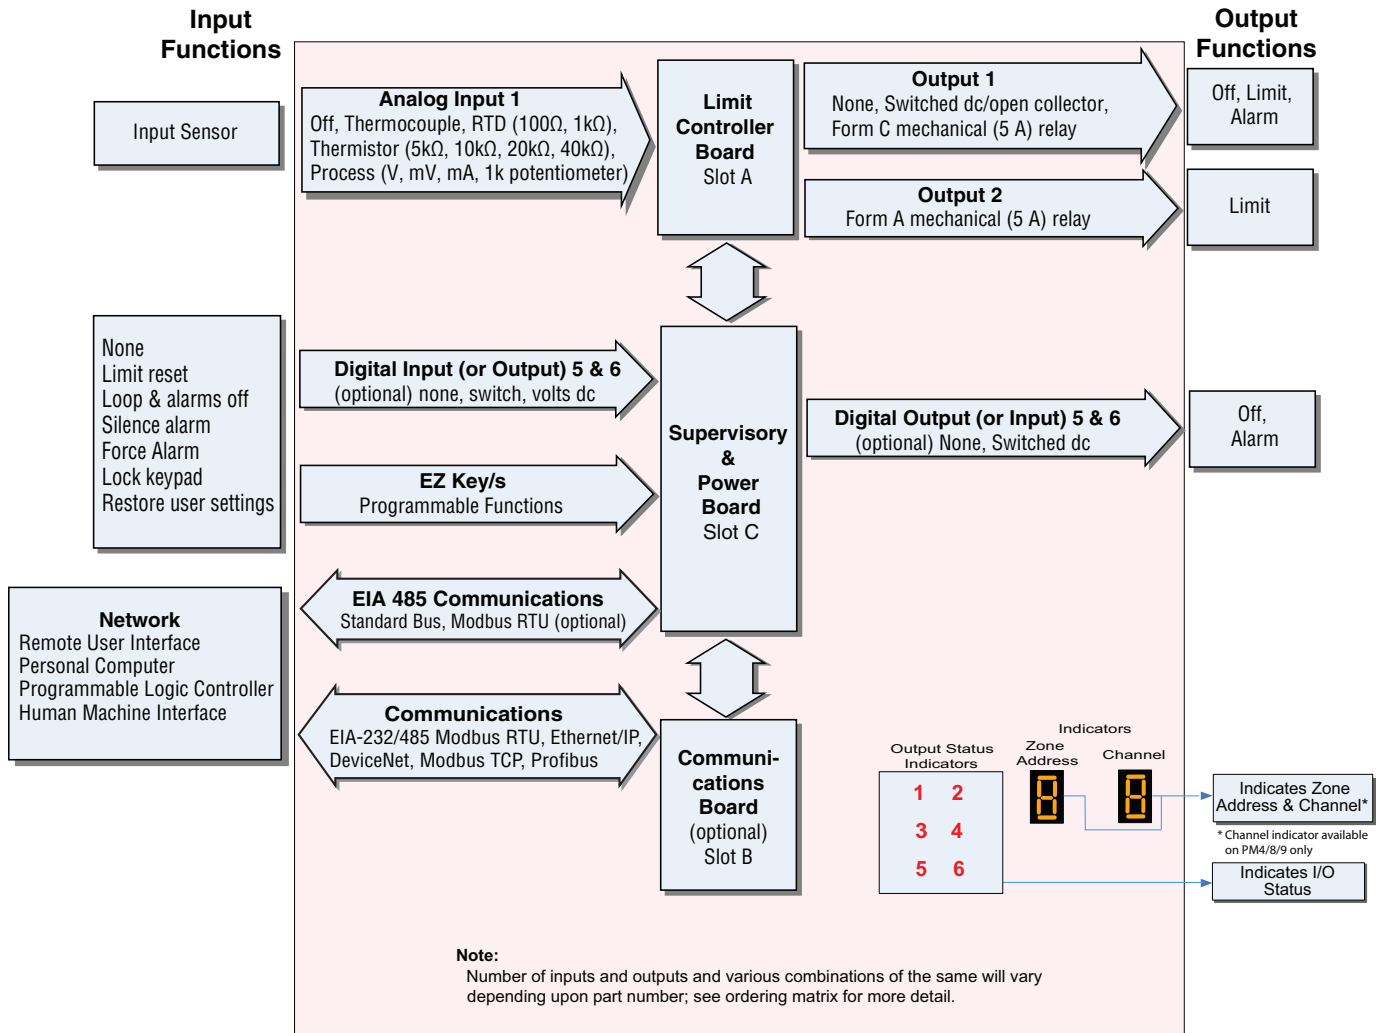 Input
Functions
Output
Functions
Input Sensor
Analog Input 1
Off, Thermocouple, RTD (100Ω, 1kΩ),
Thermistor (5kΩ, 10kΩ, 20kΩ, 40kΩ),
Process (V, mV, mA, 1k potentiometer)
Limit
Controller
Board
Slot A
Output 1
None, Switched dc/open collector,
Form C mechanical (5 A) relay
Off, Limit,
Alarm
Output 2
Form A mechanical (5 A) relay
Limit
None
Limit reset
Loop & alarms off
Silence alarm
Force Alarm
Lock keypad
Restore user settings
Digital Input (or Output) 5 & 6
(optional) none, switch, volts dc
EZ Key/s
Programmable Functions
Supervisory
&
Power
Board
Slot C
Digital Output (or Input) 5 & 6
(optional) None, Switched dc
Off,
Alarm
EIA 485 Communications
Standard Bus, Modbus RTU (optional)
Network
Remote User Interface
Personal Computer
Programmable Logic Controller
Human Machine Interface
Communications
EIA-232/485 Modbus RTU, Ethernet/IP,
DeviceNet, Modbus TCP, Profibus
Communi-
cations
Board
(optional)
Slot B
Output Status
Indicators
Indicators
Zone
Address
Channel
1 2
3 4
5 6
8
8
Indicates Zone
Address & Channel*
* Channel indicator available
on PM4/8/9 only
Indicates I/O
Status
Note:
Number of inputs and outputs and various combinations of the same will vary
depending upon part number; see ordering matrix for more detail.